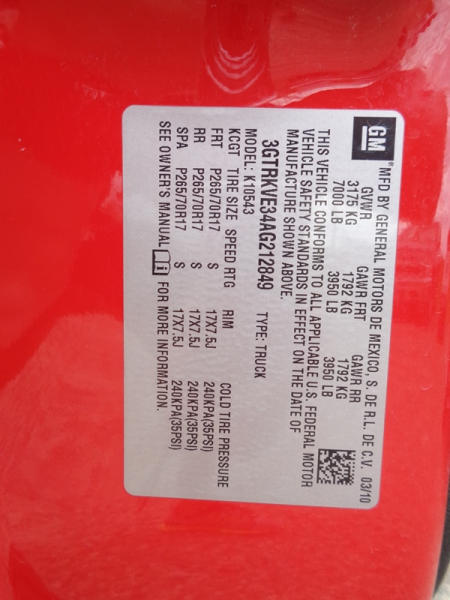 GM
MFD BY GENERAL MOTORS DE MEXICO, S. DE R.L. DE C.V. 03/10
GVWR GAWR FRT GAWR RR
3175 KG 1792 KG 1792 KG
7000 LB 3950 LB 3950 LB
THIS VEHICLE CONFORMS TO ALL APPLICABLE U.S. FEDERAL MOTOR
VEHICLE SAFETY STANDARDS IN EFFECT ON THE DATE OF
MANUFACTURE SHOWN ABOVE.
3GTRKVE34AG212849 TYPE: TRUCK
MODEL: K10543
KCGT TIRE SIZE SPEED RTG RIM COLD TIRE PRESSURE
FRT P265/70R17 S 17X7.5J 240KPA(35PSI)
RR P265/70R17 S 17X7.5J 240KPA(35PSI)
SPA P265/70R17 S 17X7.5J 240KPA(35PSI)
SEE OWNER'S MANUAL FOR MORE INFORMATION.